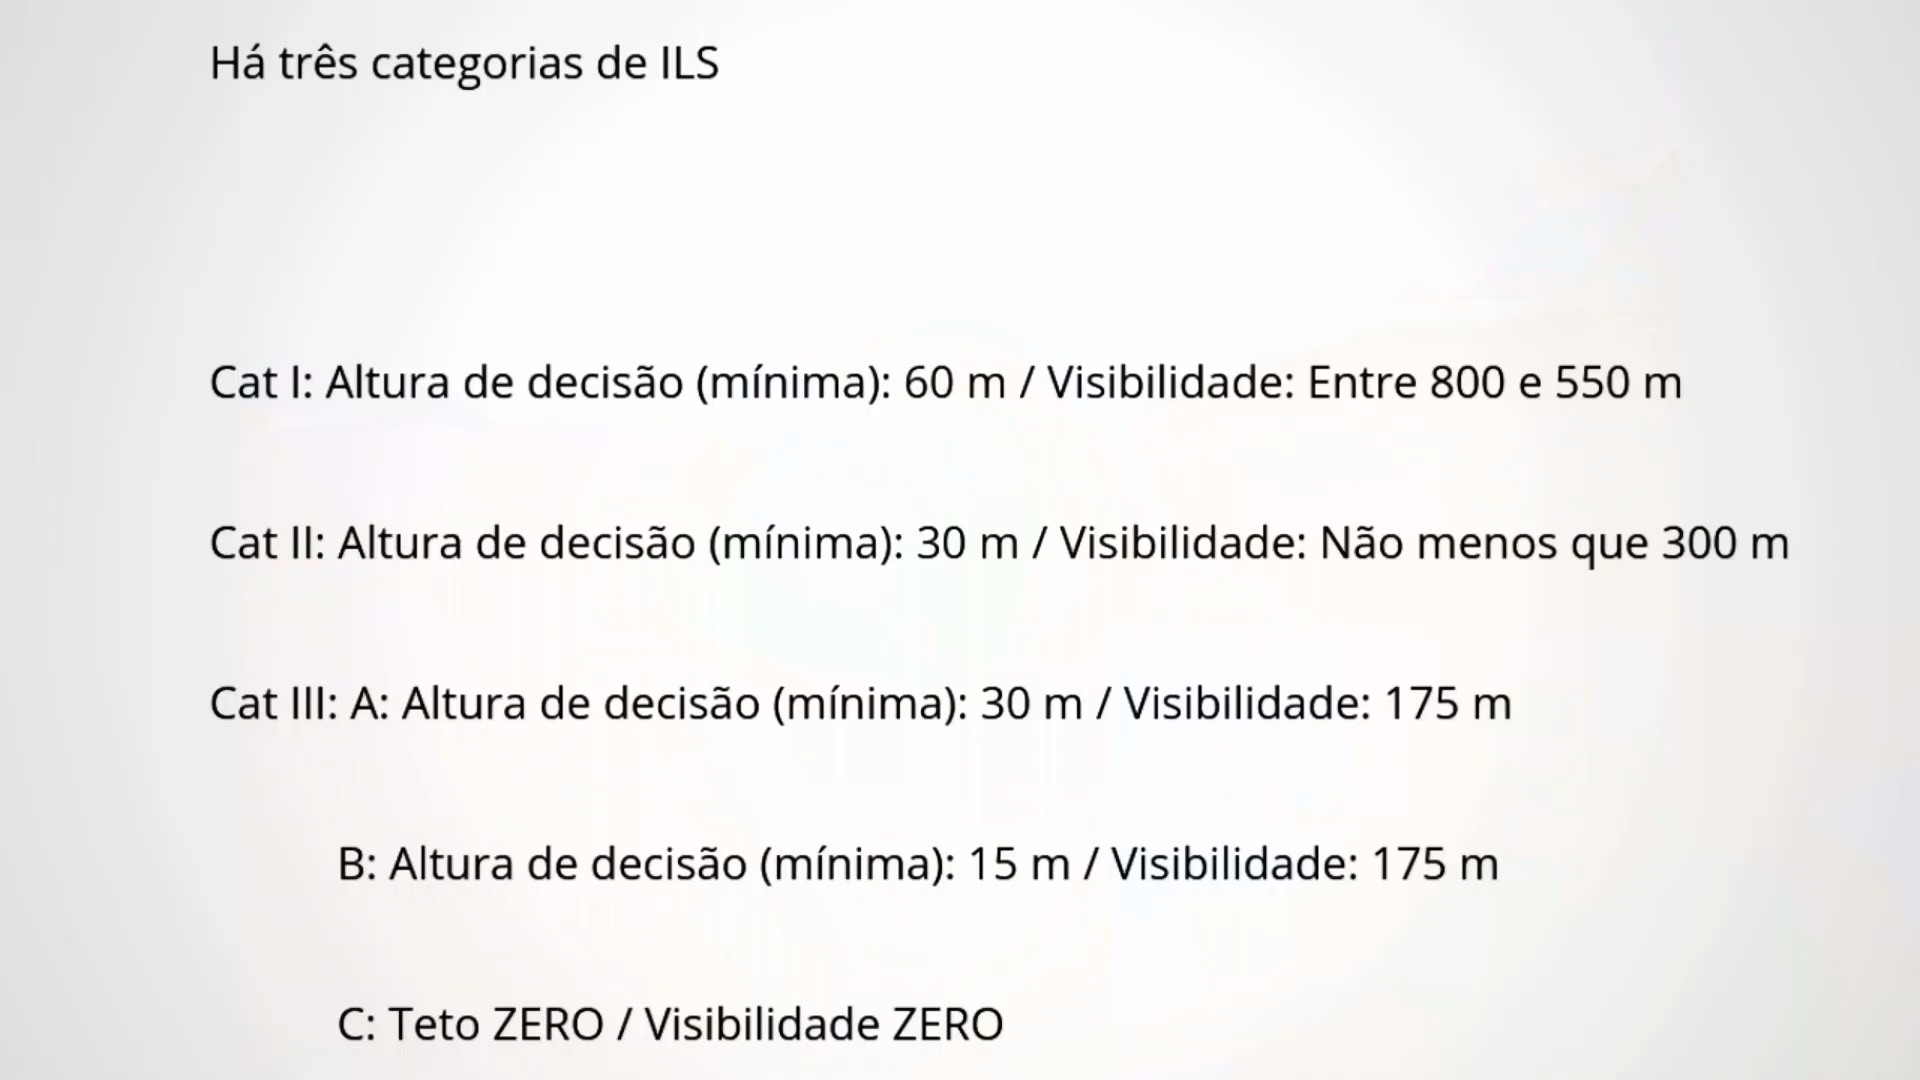 Há três categorias de ILS
Cat I: Altura de decisão (mínima): 60 m / Visibilidade: Entre 800 e 550 m
Cat II: Altura de decisão (mínima): 30 m / Visibilidade: Não menos que 300 m
Cat III: A: Altura de decisão (mínima): 30 m / Visibilidade: 175 m
B: Altura de decisão (mínima): 15 m / Visibilidade: 175 m
C: Teto ZERO / Visibilidade ZERO